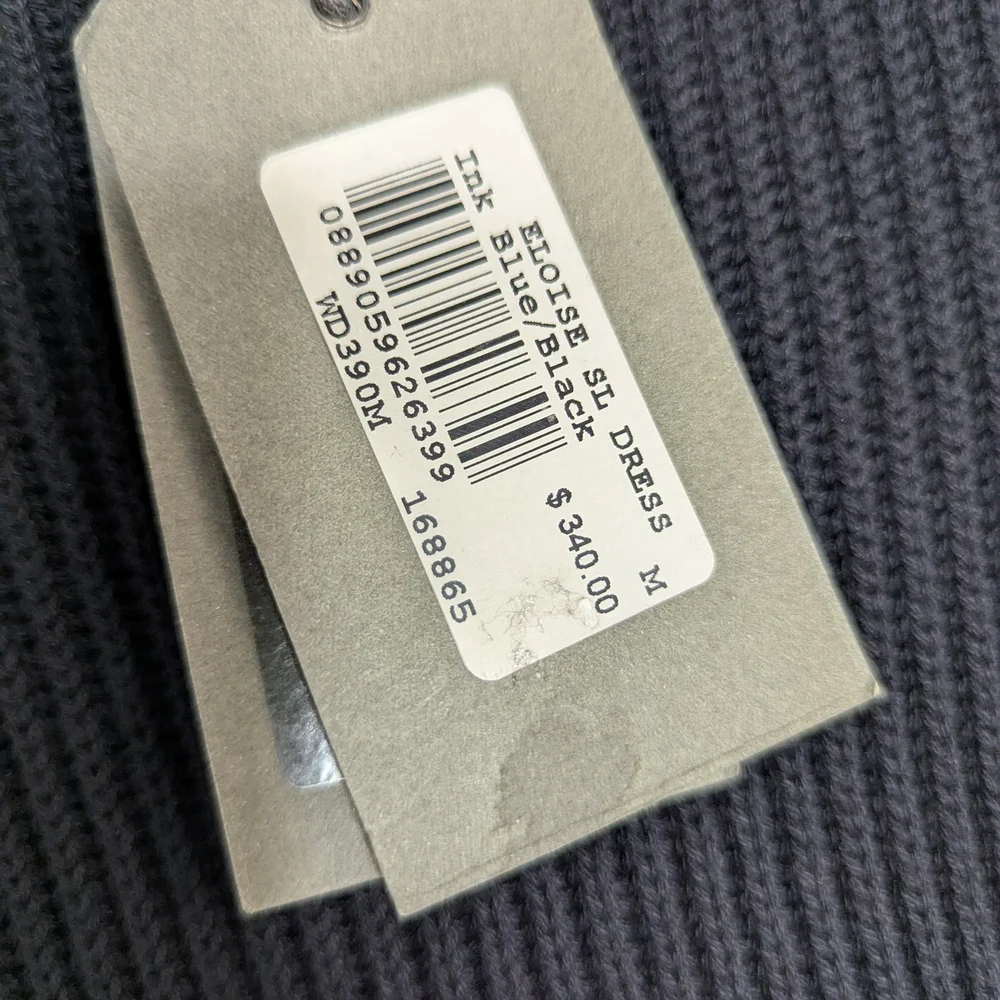 ELOISE SL DRESS M
Ink Blue/Black
$ 340.00
0889059626399
WD390M 168865